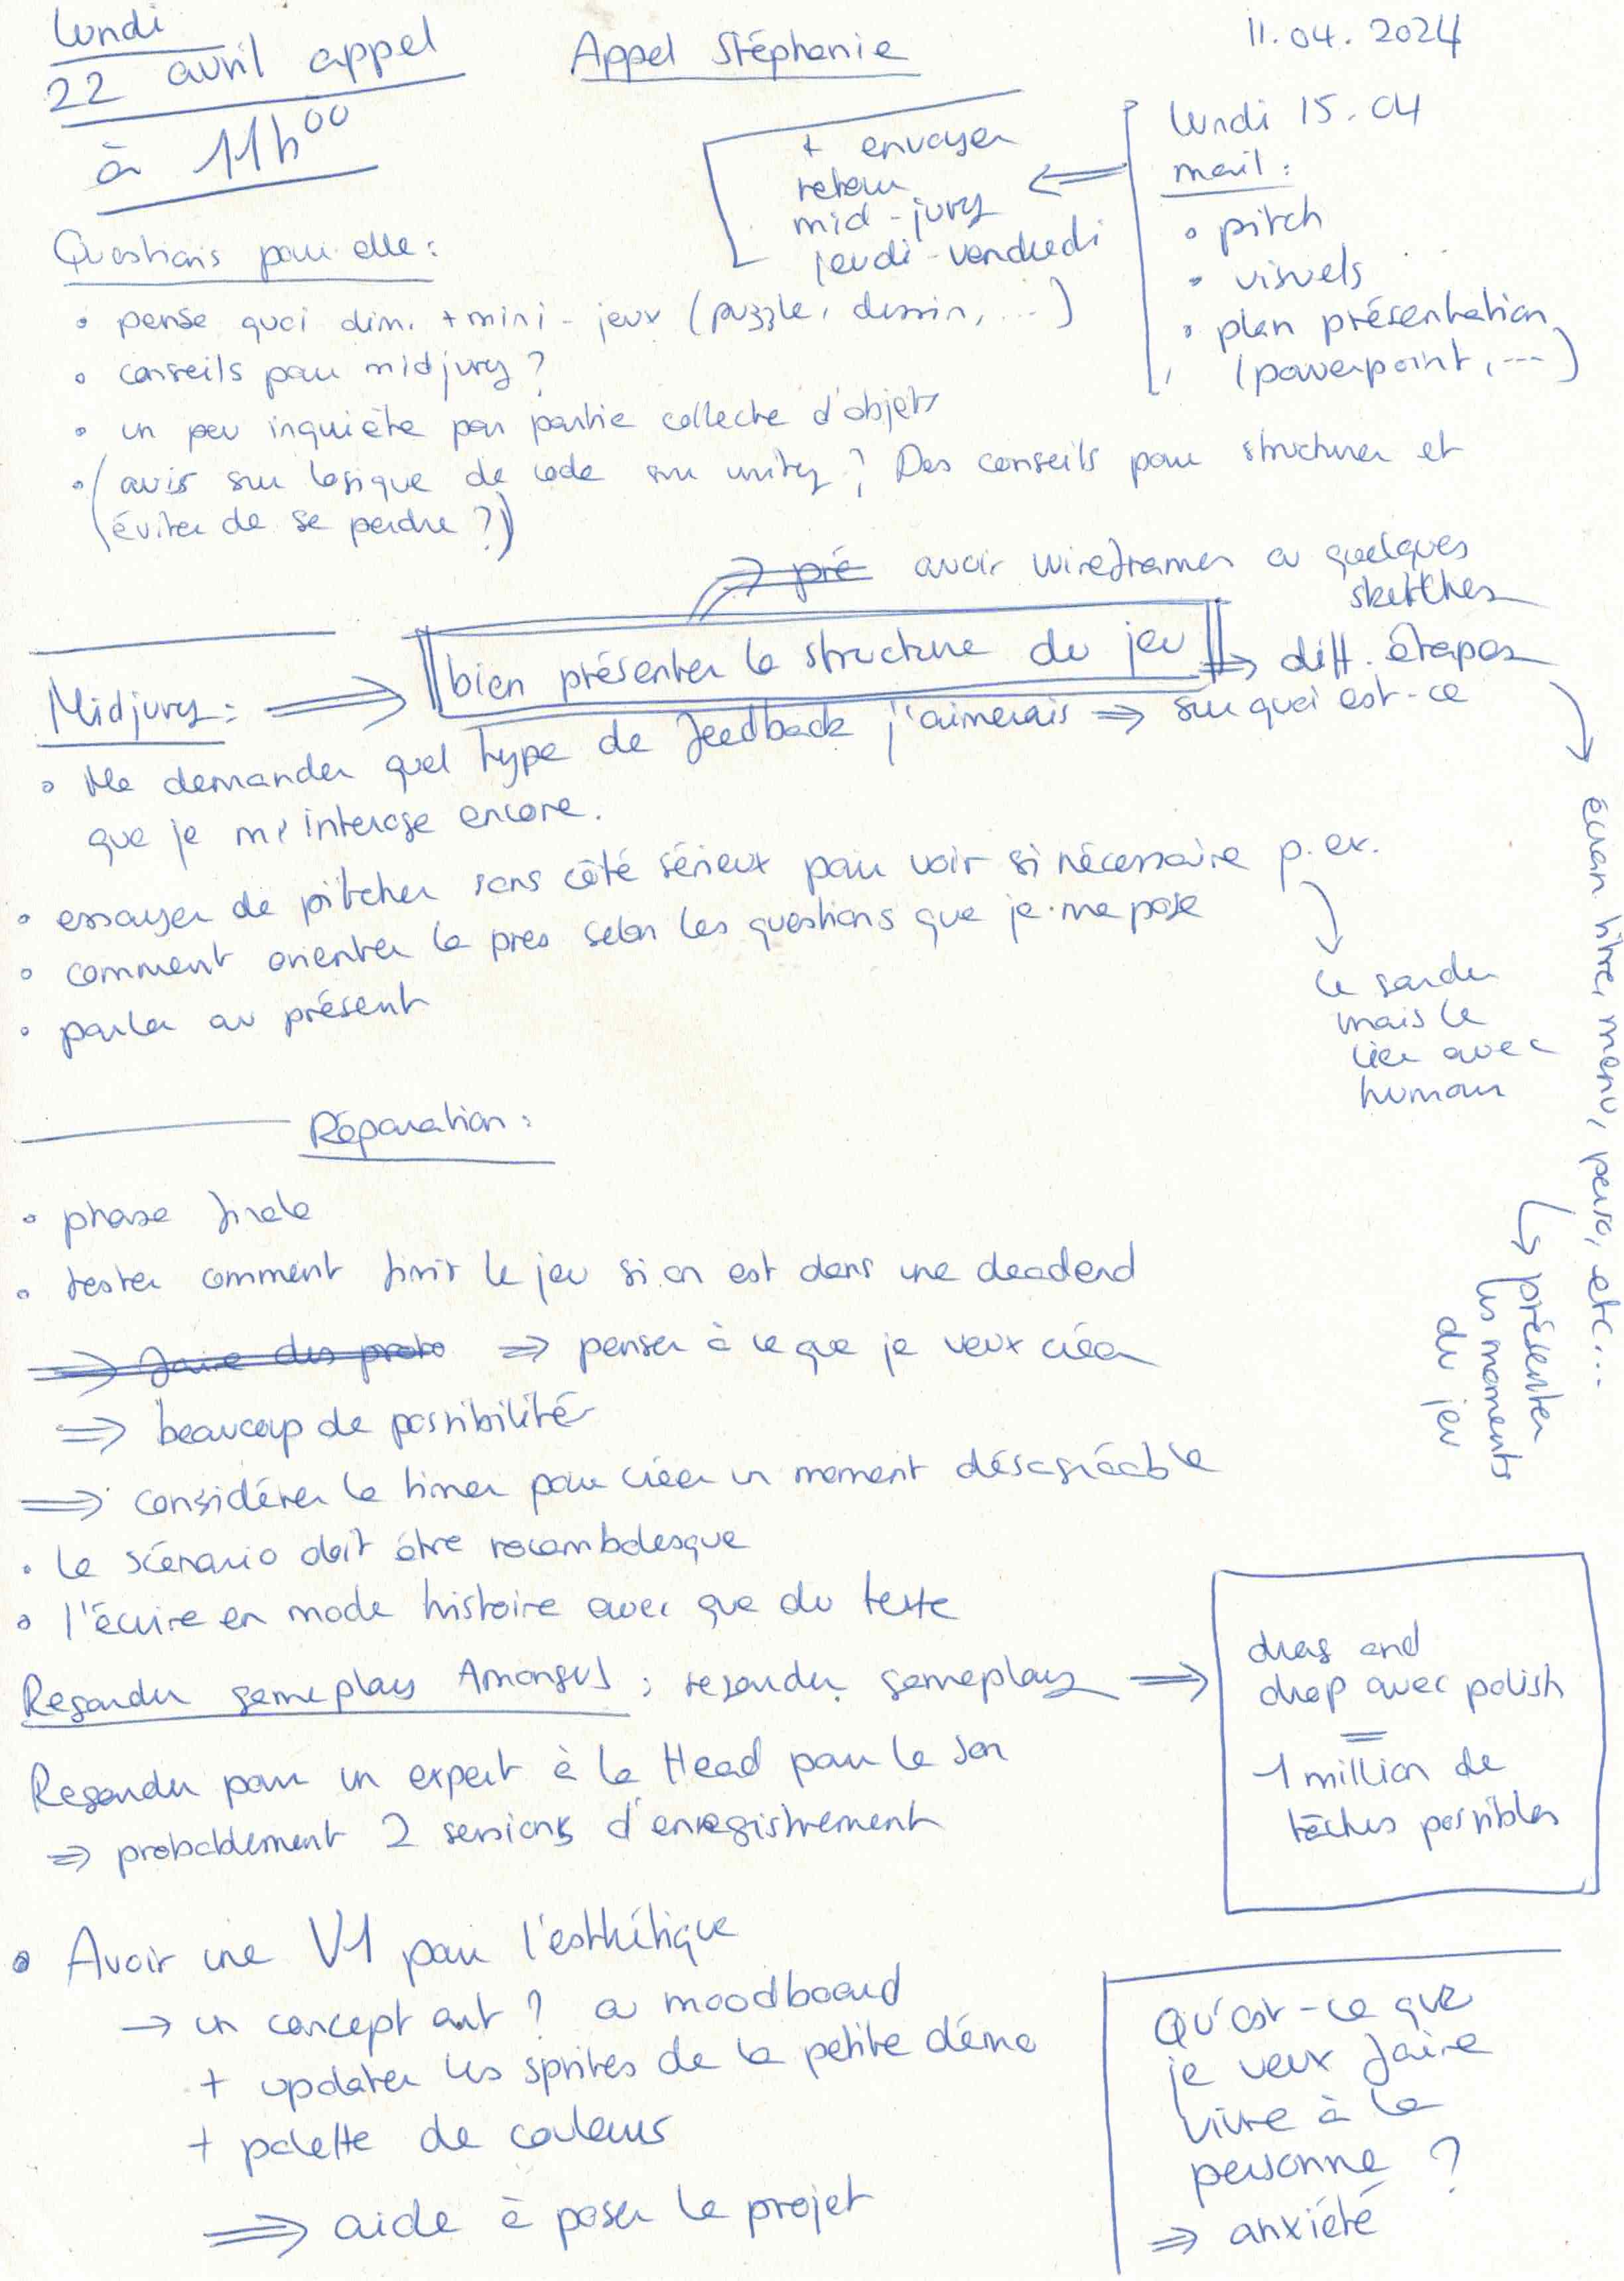 lundi
22 avril appel
à 11h00
Appel Stéphanie
11.04.2024
lundi 15.04
mail :
• pitch
• visuels
• plan présentation
(powerpoint, ---)
+ envoyer
retour
mid-jury
jeudi-vendredi
Questions pour elle :
• pense quoi dim. + mini-jeux (puzzle, dessin, ...)
• conseils pour midjury ?
• un peu inquiète par partie collecte d'objets
• (avis sur logique de code sur unity ? Des conseils pour structurer et
éviter de se perdre ?)
pré avoir wireframes ou quelques
sketches
Midjury : ⇒ bien présenter la structure du jeu ⇒ diff. étapes
écran titre, menu, perso, etc...
présenter
les moments
du jeu
• Me demander quel type de feedback j'aimerais ⇒ sur quoi est-ce
que je m'interoge encore.
• essayer de pitcher sans côté sérieux pour voir si nécessaire p. ex.
le garder
mais le
lier avec
humour
• comment orienter la pres selon les questions que je me pose
• parler au présent
Réparation :
• phase finale
• tester comment finir le jeu si on est dans une deadend
⇒ faire des proto ⇒ penser à ce que je veux créer
⇒ beaucoup de possibilités
⇒ considérer le timer pour créer un moment désagréable
• le scénario doit être rocambolesque
• l'écrire en mode histoire avec que du texte
Regarder gameplay Amongus ; regarder gameplay ⇒
drag and
drop avec polish
=
1 million de
tâches possibles
Regarder pour un expert à la Head pour le son
⇒ probablement 2 sessions d'enregistrement
• Avoir une V1 pour l'esthétique
→ un concept art ? ou moodboard
+ updater les sprites de la petite démo
+ palette de couleurs
⇒ aide à poser le projet
Qu'est-ce que
je veux faire
vivre à la
personne ?
⇒ anxiété